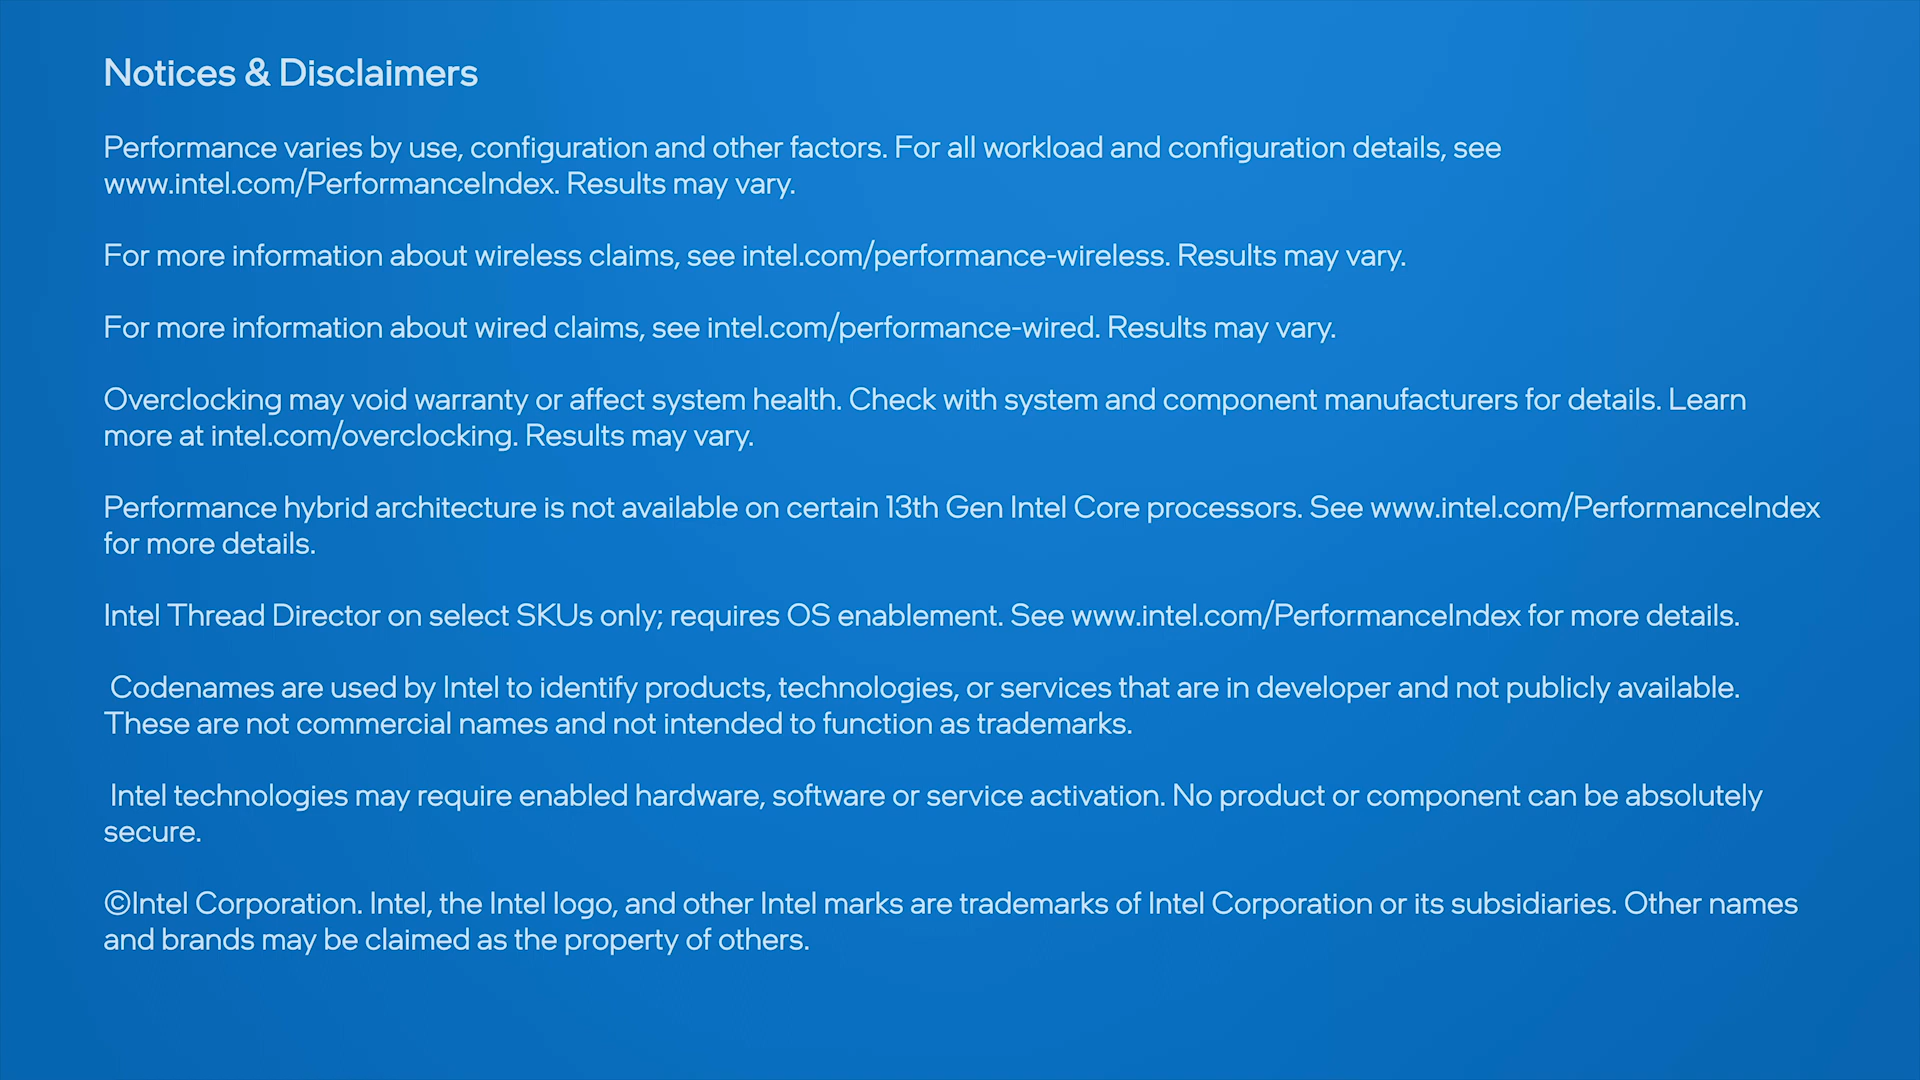 Notices & Disclaimers
Performance varies by use, configuration and other factors. For all workload and configuration details, see
www.intel.com/PerformanceIndex. Results may vary.
For more information about wireless claims, see intel.com/performance-wireless. Results may vary.
For more information about wired claims, see intel.com/performance-wired. Results may vary.
Overclocking may void warranty or affect system health. Check with system and component manufacturers for details. Learn
more at intel.com/overclocking. Results may vary.
Performance hybrid architecture is not available on certain 13th Gen Intel Core processors. See www.intel.com/PerformanceIndex
for more details.
Intel Thread Director on select SKUs only; requires OS enablement. See www.intel.com/PerformanceIndex for more details.
Codenames are used by Intel to identify products, technologies, or services that are in developer and not publicly available.
These are not commercial names and not intended to function as trademarks.
Intel technologies may require enabled hardware, software or service activation. No product or component can be absolutely
secure.
©Intel Corporation. Intel, the Intel logo, and other Intel marks are trademarks of Intel Corporation or its subsidiaries. Other names
and brands may be claimed as the property of others.